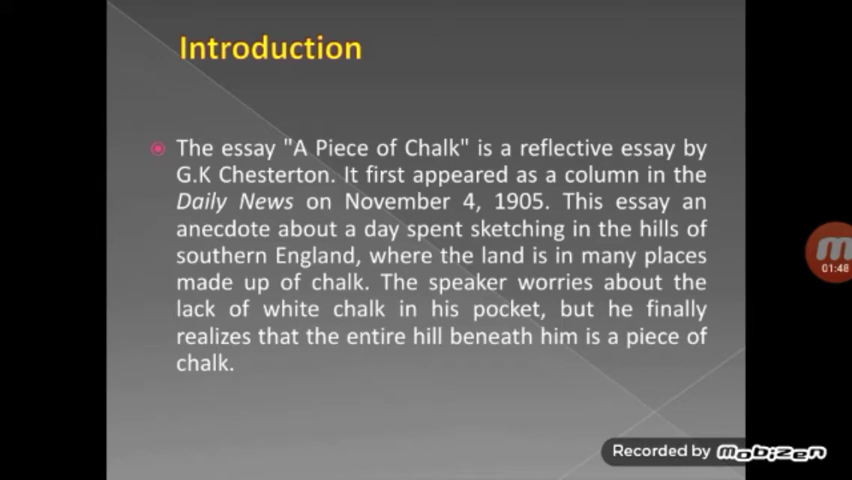 Introduction
The essay "A Piece of Chalk" is a reflective essay by
G.K Chesterton. It first appeared as a column in the
Daily News on November 4, 1905. This essay an
anecdote about a day spent sketching in the hills of
southern England, where the land is in many places
made up of chalk. The speaker worries about the
lack of white chalk in his pocket, but he finally
realizes that the entire hill beneath him is a piece of
chalk.
01:48
Recorded by mobizen